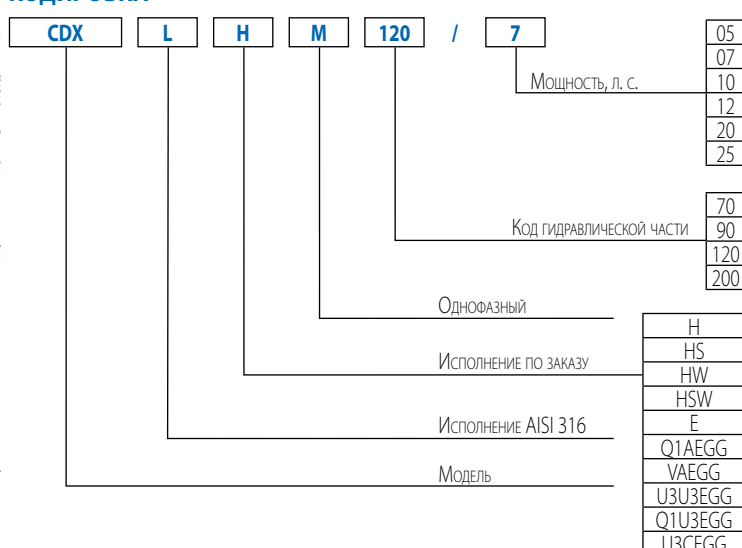 CDX L H M 120 / 7
05
07
Мощность, л. с. 10
12
20
25
70
Код гидравлической части 90
120
200
Однофазный
H
HS
Исполнение по заказу HW
HSW
E
Исполнение AISI 316
Q1AEGG
Модель VAEGG
U3U3EGG
Q1U3EGG
U3CEGG